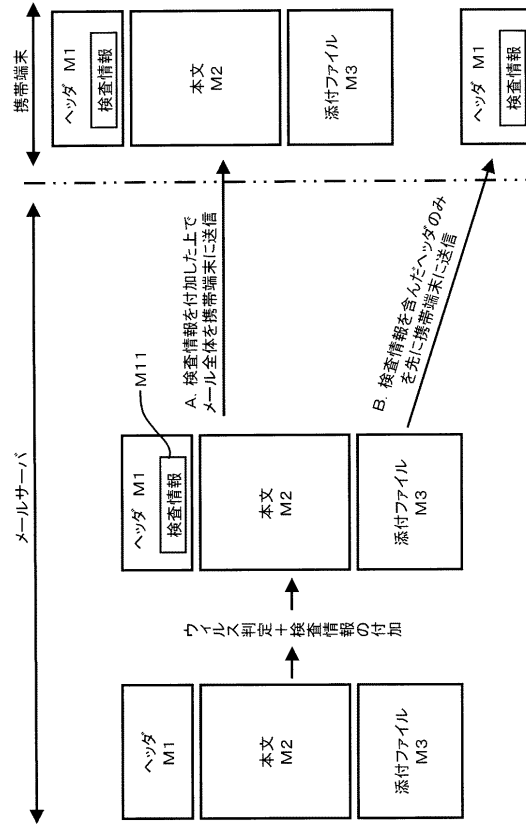 メールサーバ
携帯端末
ヘッダ
M1
本文
M2
添付ファイル
M3
ウィルス判定＋検査情報の付加
ヘッダ M1
検査情報
M11
本文
M2
添付ファイル
M3
A. 検査情報を付加した上で
メール全体を携帯端末に送信
B. 検査情報を含んだヘッダのみ
を先に携帯端末に送信
ヘッダ M1
検査情報
本文
M2
添付ファイル
M3
ヘッダ M1
検査情報